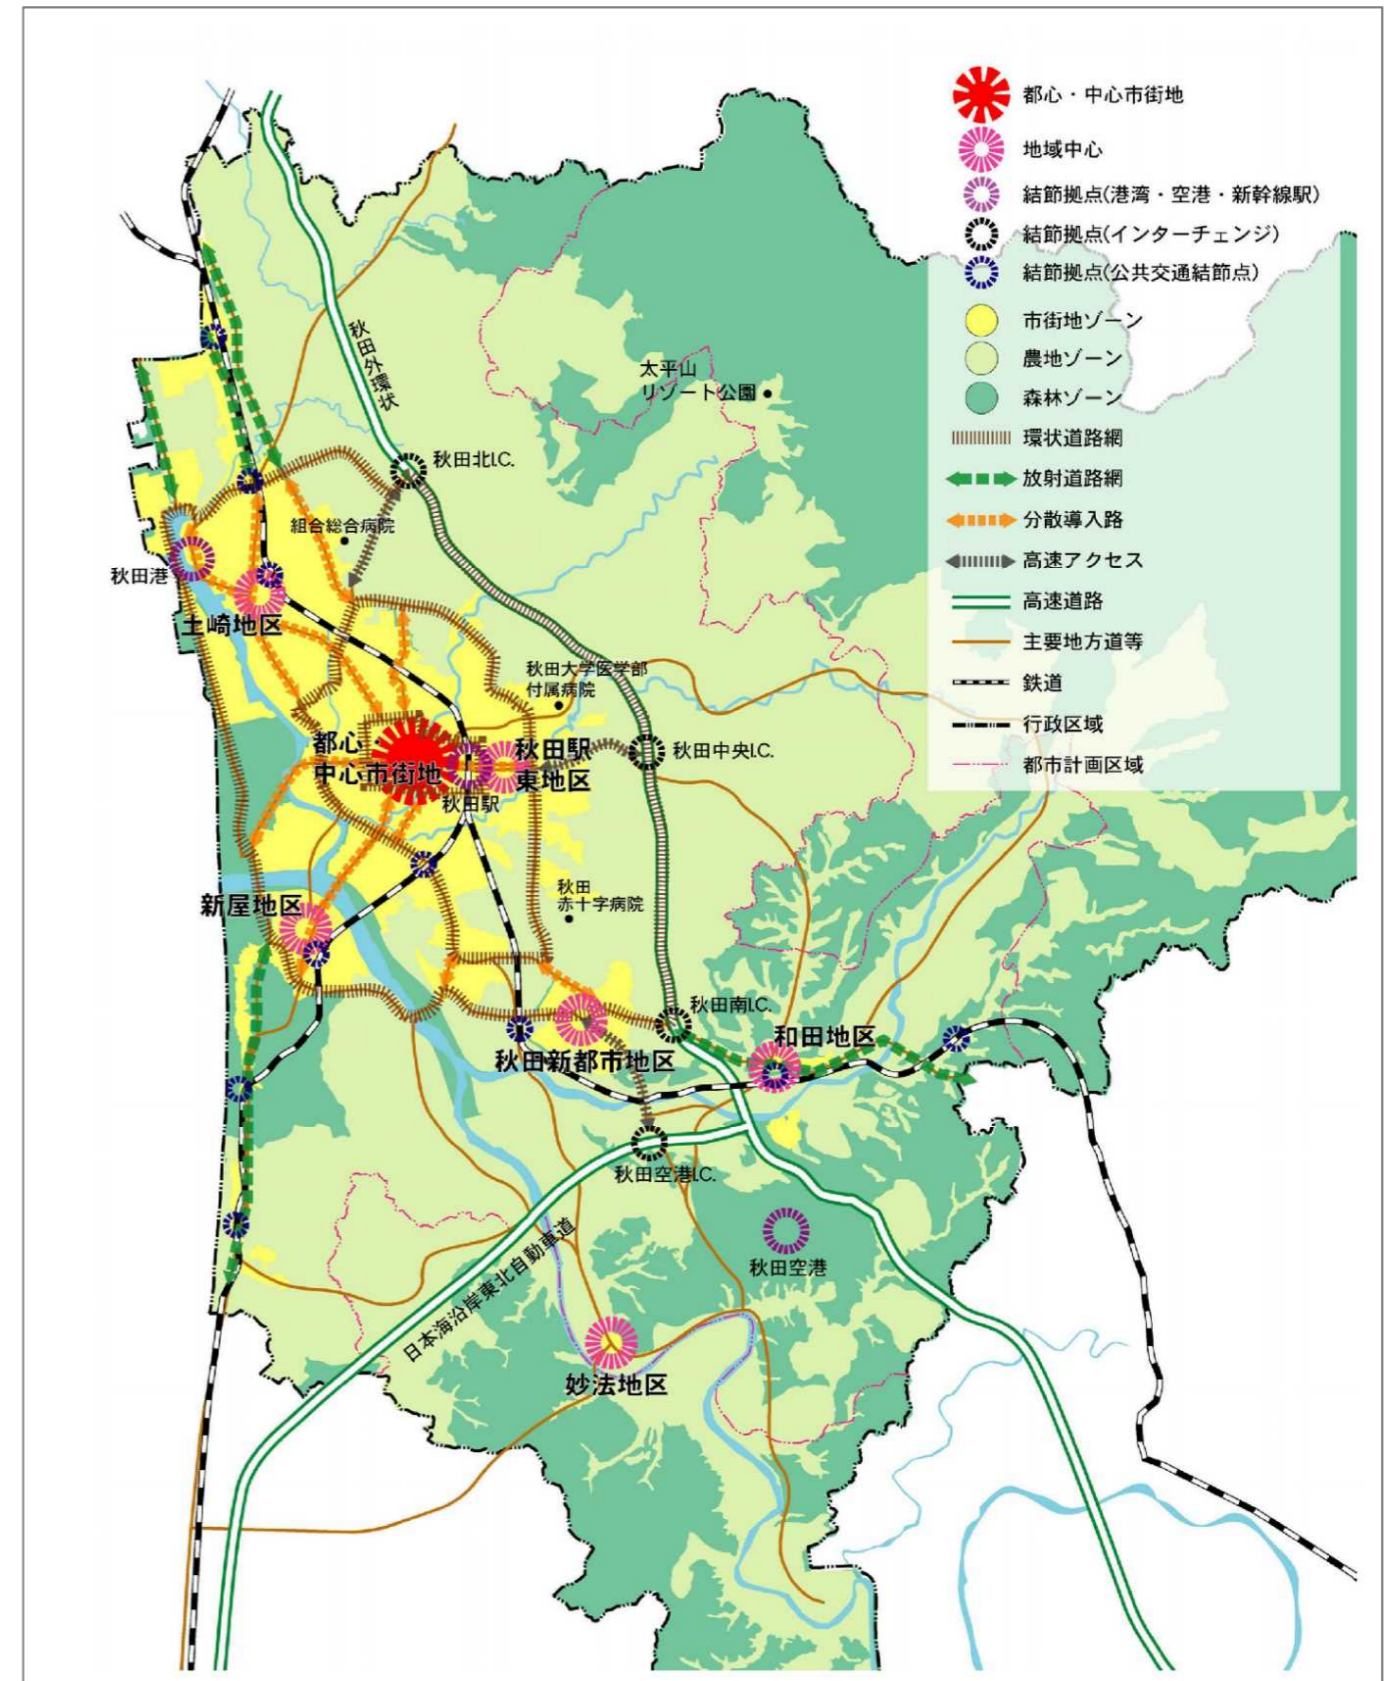 都心・中心市街地
地域中心
結節拠点(港湾・空港・新幹線駅)
結節拠点(インターチェンジ)
結節拠点(公共交通結節点)
市街地ゾーン
農地ゾーン
森林ゾーン
環状道路網
放射道路網
分散導入路
高速アクセス
高速道路
主要地方道等
鉄道
行政区域
都市計画区域
秋田外環状
太平山
リゾート公園
秋田北I.C.
組合総合病院
秋田港
土崎地区
秋田大学医学部
付属病院
都心・
中心市街地
秋田駅
東地区
秋田中央I.C.
秋田駅
秋田
赤十字病院
新屋地区
秋田南I.C.
和田地区
秋田新都市地区
秋田空港I.C.
日本海沿岸東北自動車道
秋田空港
妙法地区